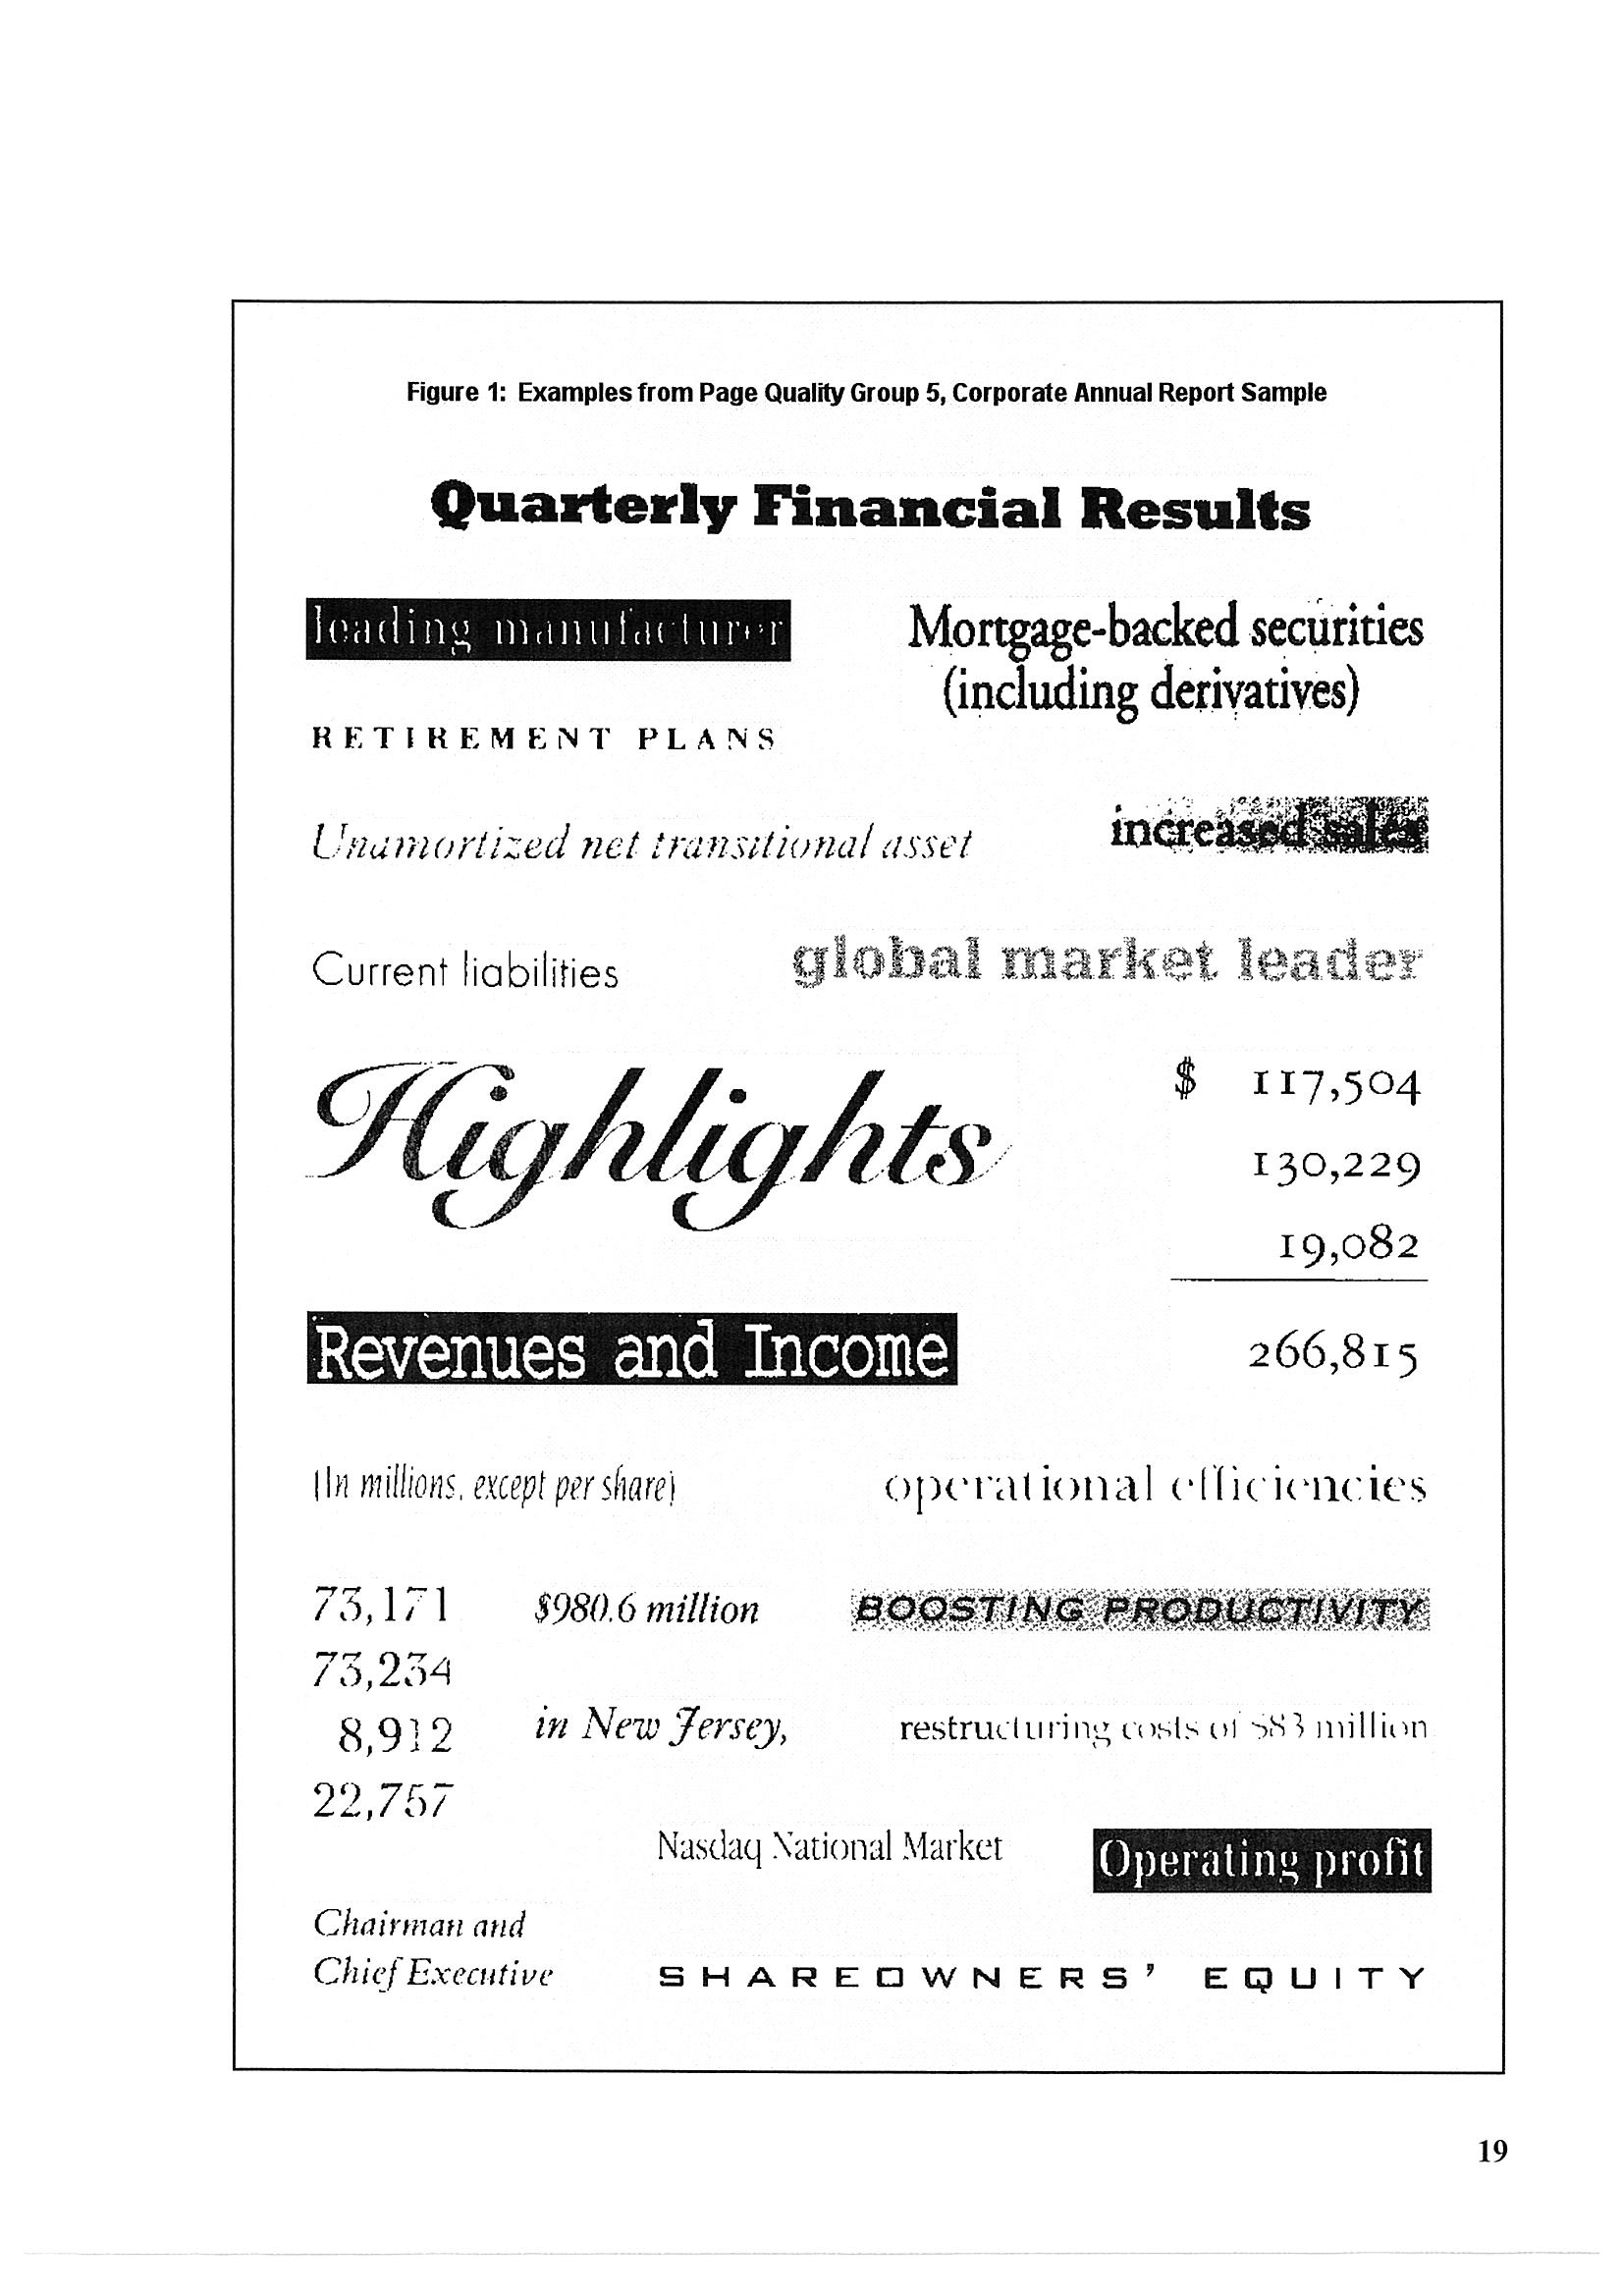 Figure 1: Examples from Page Quality Group 5, Corporate Annual Report Sample
Quarterly Financial Results
leading manufacturer
Mortgage-backed securities
(including derivatives)
RETIREMENT PLANS
increased sales
Unamortized net transitional asset
Current liabilities
global market leader
Highlights
$ 117,504
130,229
19,082
266,815
Revenues and Income
(In millions, except per share)
operational efficiencies
73,171
73,234
8,912
22,757
$980.6 million
BOOSTING PRODUCTIVITY
in New Jersey,
restructuring costs of $83 million
Nasdaq National Market
Operating profit
Chairman and
Chief Executive
SHAREOWNERS' EQUITY
19